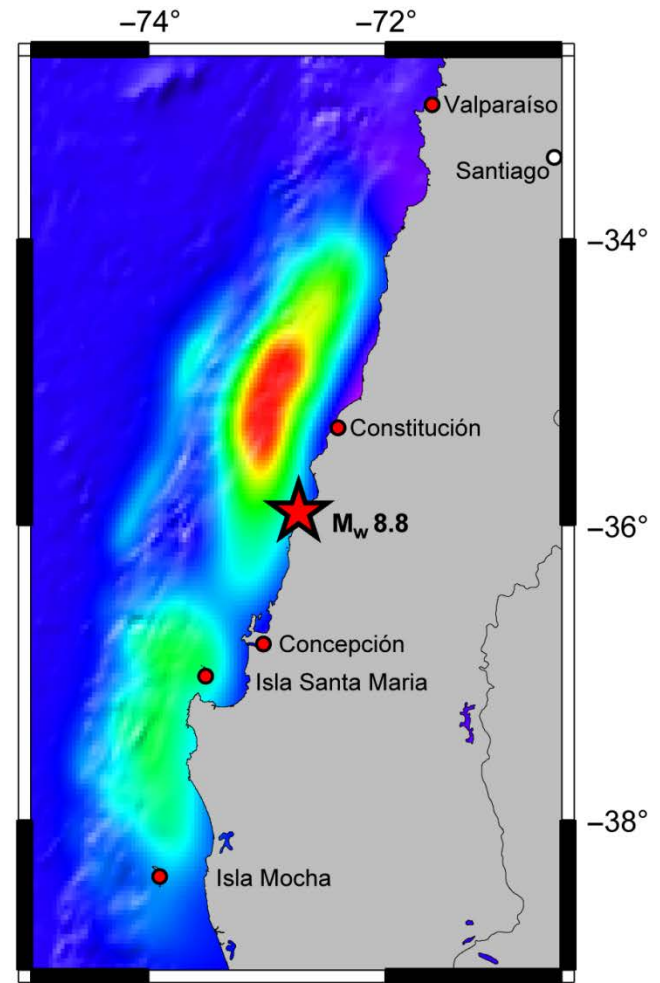 −74° −72°
Valparaíso
Santiago
−34°
Constitución
−36°
Mw 8.8
Concepción
Isla Santa Maria
−38°
Isla Mocha